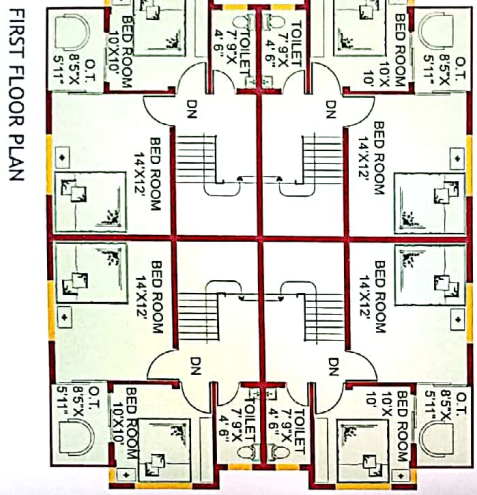 FIRST FLOOR PLAN
O.T.
8'5"X
5'11"
BED ROOM
10'X10'
TOILET
7'9"X
4'6"
TOILET
7'9"X
4'6"
BED ROOM
10'X
10'
O.T.
8'5"X
5'11"
BED ROOM
14'X12'
DN
DN
BED ROOM
14'X12'
BED ROOM
14'X12'
DN
DN
BED ROOM
14'X12'
O.T.
8'5"X
5'11"
BED ROOM
10'X10'
TOILET
7'9"X
4'6"
TOILET
7'9"X
4'6"
BED ROOM
10'X
10'
O.T.
8'5"X
5'11"